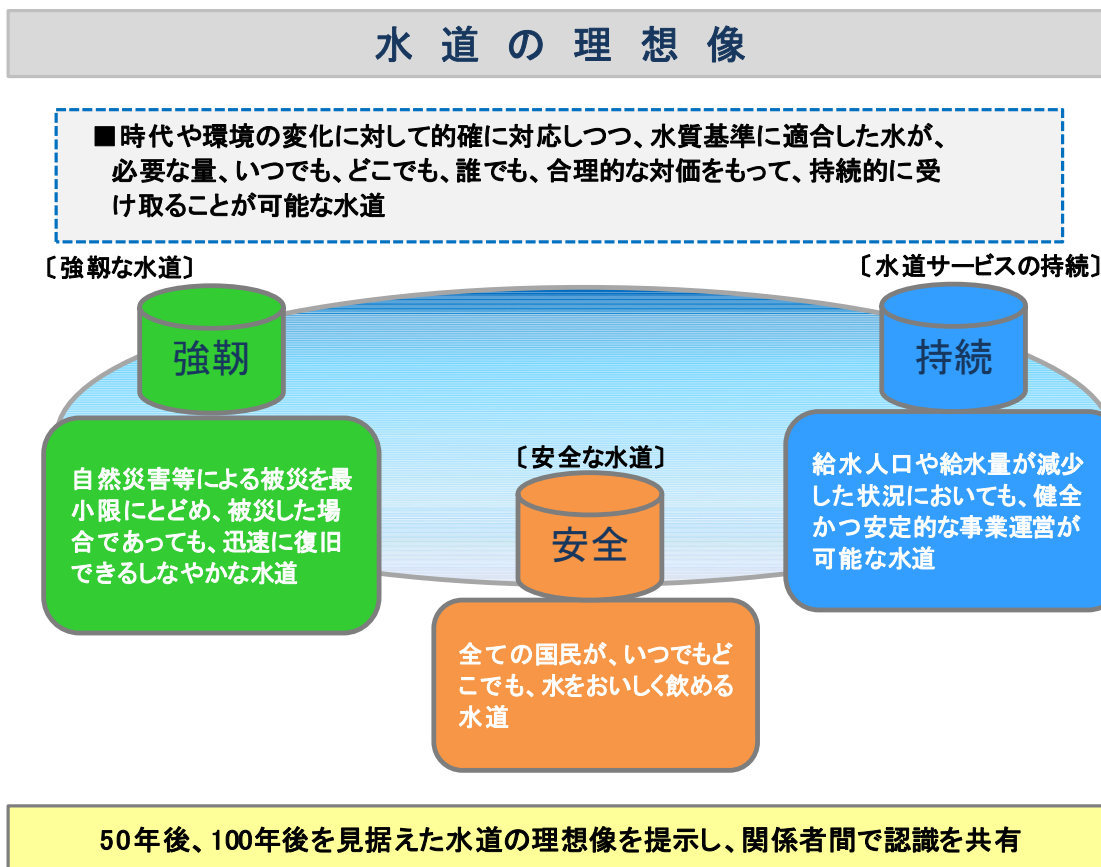 水道の理想像
■時代や環境の変化に対して的確に対応しつつ、水質基準に適合した水が、
必要な量、いつでも、どこでも、誰でも、合理的な対価をもって、持続的に受
け取ることが可能な水道
〔強靱な水道〕
強靱
自然災害等による被災を最
小限にとどめ、被災した場
合であっても、迅速に復旧
できるしなやかな水道
〔安全な水道〕
安全
全ての国民が、いつでもど
こでも、水をおいしく飲める
水道
〔水道サービスの持続〕
持続
給水人口や給水量が減少
した状況においても、健全
かつ安定的な事業運営が
可能な水道
50年後、100年後を見据えた水道の理想像を提示し、関係者間で認識を共有